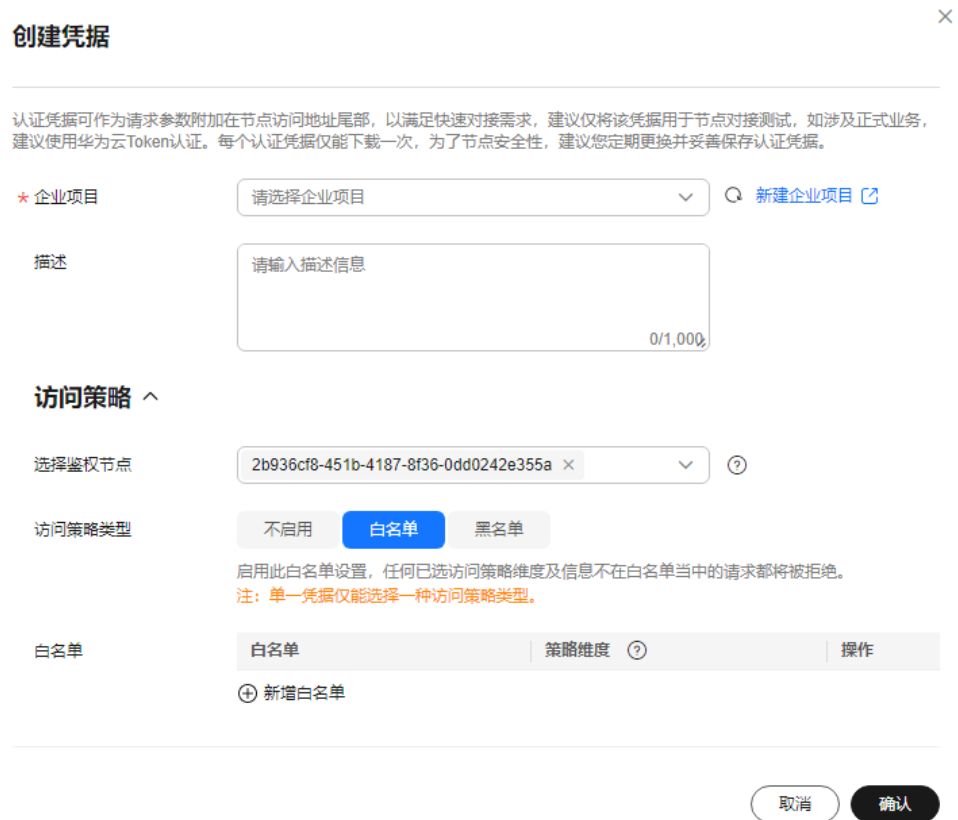 创建凭据
认证凭据可作为请求参数附加在节点访问地址尾部，以满足快速对接需求，建议仅将该凭据用于节点对接测试，如涉及正式业务，
建议使用华为云Token认证。每个认证凭据仅能下载一次，为了节点安全性，建议您定期更换并妥善保存认证凭据。
* 企业项目 请选择企业项目 新建企业项目
描述 请输入描述信息
0/1,000
访问策略
选择鉴权节点 2b936cf8-451b-4187-8f36-0dd0242e355a
访问策略类型 不启用 白名单 黑名单
启用此白名单设置，任何已选访问策略维度及信息不在白名单当中的请求都将被拒绝。
注：单一凭据仅能选择一种访问策略类型。
白名单 白名单 策略维度 操作
新增白名单
取消 确认